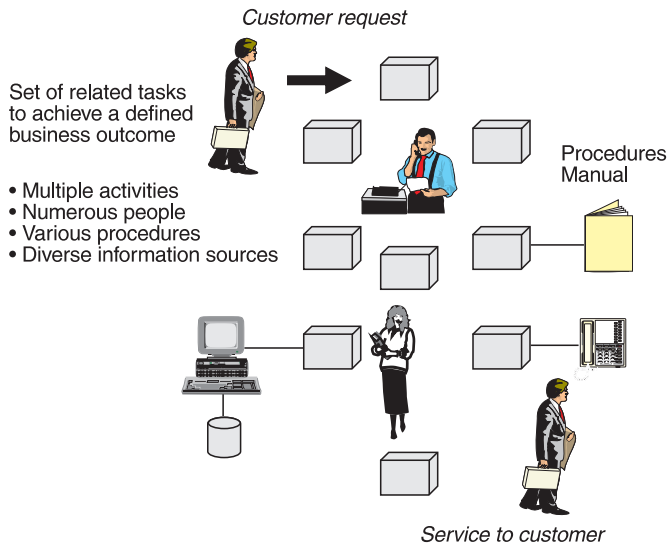 Customer request
Set of related tasks
to achieve a defined
business outcome
• Multiple activities
• Numerous people
• Various procedures
• Diverse information sources
Procedures
Manual
Service to customer